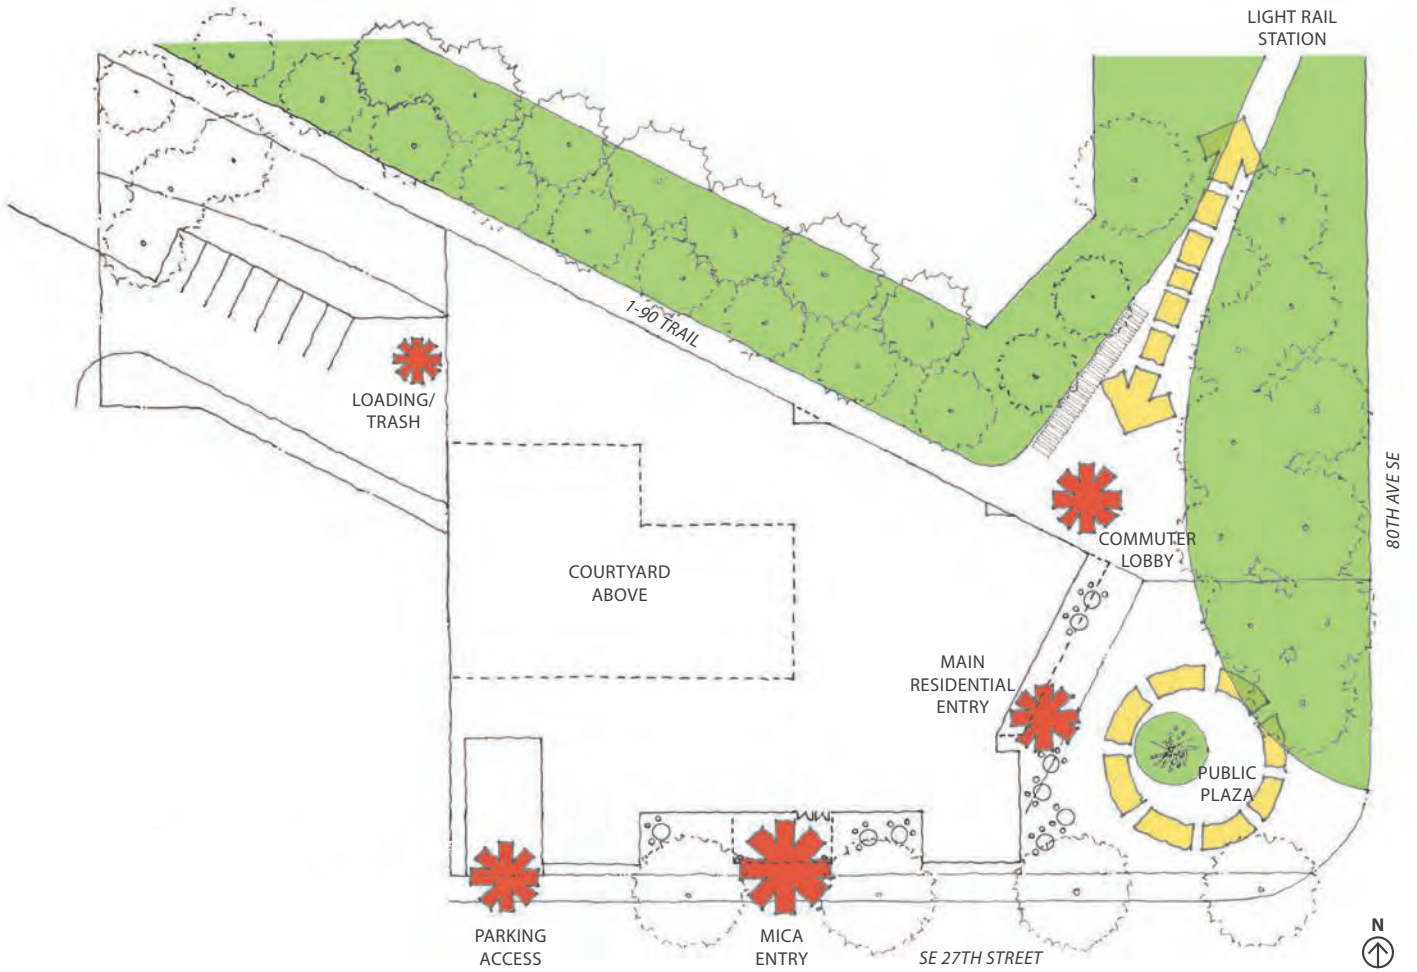 LIGHT RAIL
STATION
1-90 TRAIL
LOADING/
TRASH
80TH AVE SE
COMMUTER
LOBBY
COURTYARD
ABOVE
MAIN
RESIDENTIAL
ENTRY
PUBLIC
PLAZA
PARKING
ACCESS
MICA
ENTRY
SE 27TH STREET
N